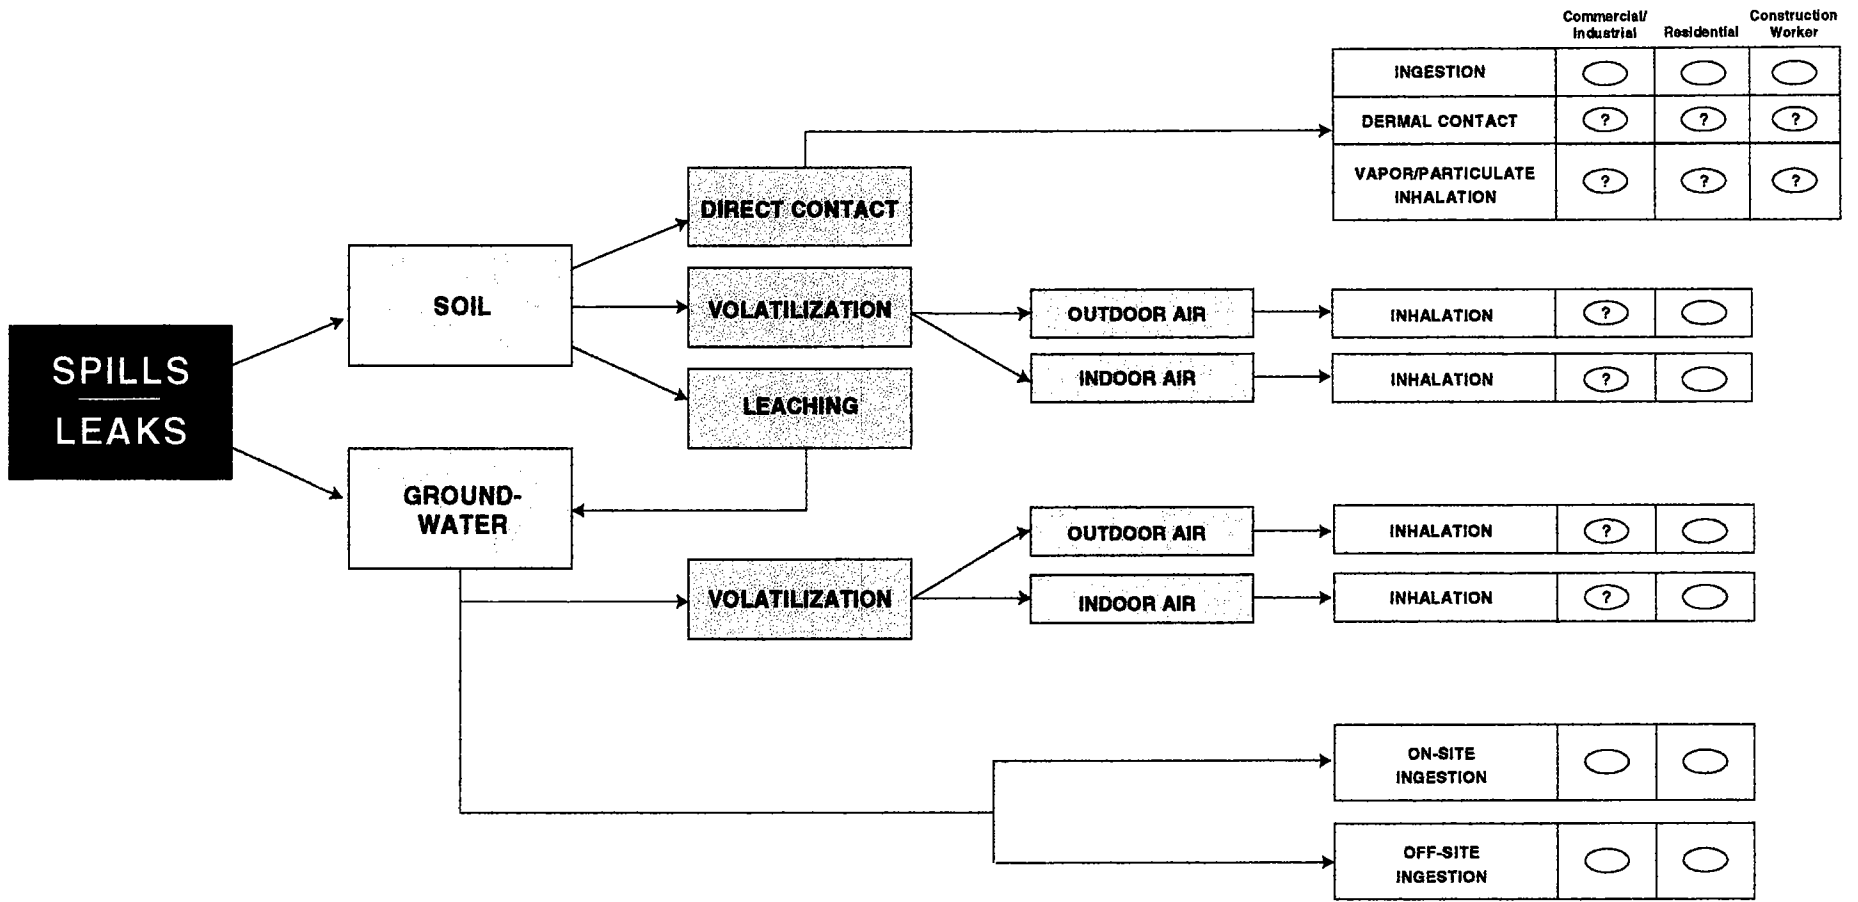 Commercial/
Industrial
Residential
Construction
Worker
INGESTION
DERMAL CONTACT
? ? ?
VAPOR/PARTICULATE
INHALATION
? ? ?
DIRECT CONTACT
SOIL
VOLATILIZATION
OUTDOOR AIR
INHALATION
?
INDOOR AIR
INHALATION
?
SPILLS
LEAKS
LEACHING
GROUND-
WATER
OUTDOOR AIR
INHALATION
?
VOLATILIZATION
INDOOR AIR
INHALATION
?
ON-SITE
INGESTION
OFF-SITE
INGESTION